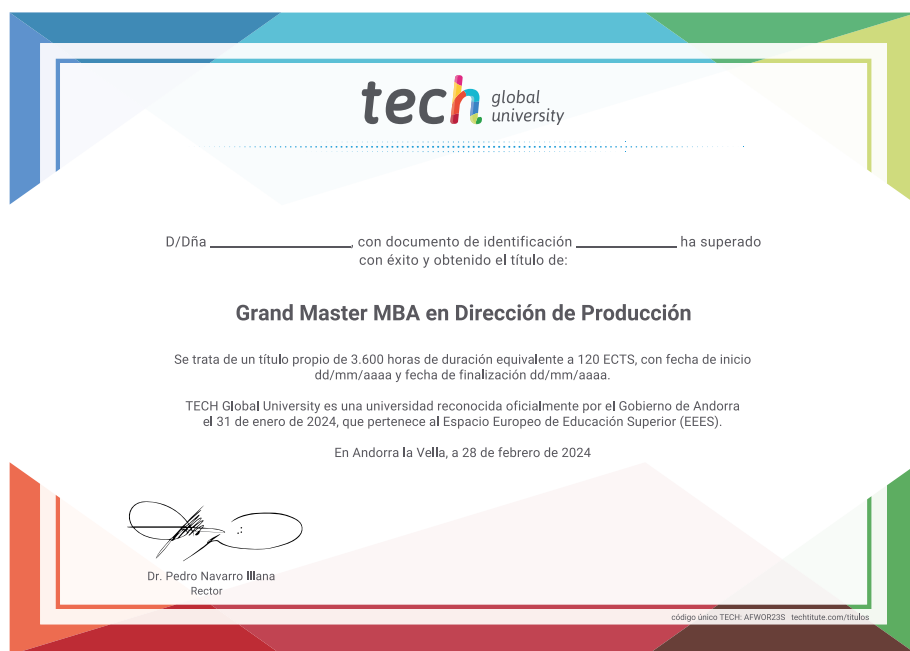 tech global university
D/Dña ______________, con documento de identificación ______________ ha superado
con éxito y obtenido el título de:
Grand Master MBA en Dirección de Producción
Se trata de un título propio de 3.600 horas de duración equivalente a 120 ECTS, con fecha de inicio
dd/mm/aaaa y fecha de finalización dd/mm/aaaa.
TECH Global University es una universidad reconocida oficialmente por el Gobierno de Andorra
el 31 de enero de 2024, que pertenece al Espacio Europeo de Educación Superior (EEES).
En Andorra la Vella, a 28 de febrero de 2024
Dr. Pedro Navarro Illana
Rector
código único TECH: AFWOR23S techtitute.com/titulos